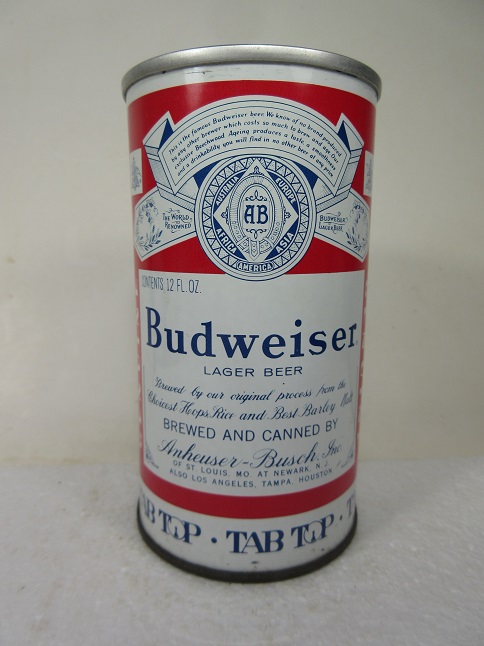 This is the famous Budweiser beer. We know of no brand produced
by any other brewer which costs so much to brew and age. Our
exclusive Beechwood Ageing produces a taste, a smoothness
and a drinkability you will find in no other beer at any price.
THE WORLD
RENOWNED
BUDWEISER
LAGER BEER
AUSTRALIA
EUROPE
AB
AFRICA
ASIA
AMERICA
CONTENTS 12 FL. OZ.
Budweiser
LAGER BEER
Brewed by our original process from the
Choicest Hops, Rice and Best Barley Malt
BREWED AND CANNED BY
Anheuser-Busch, Inc.
OF ST. LOUIS, MO. AT NEWARK, N.J.
ALSO LOS ANGELES, TAMPA, HOUSTON
AB TOP · TAB TOP · T